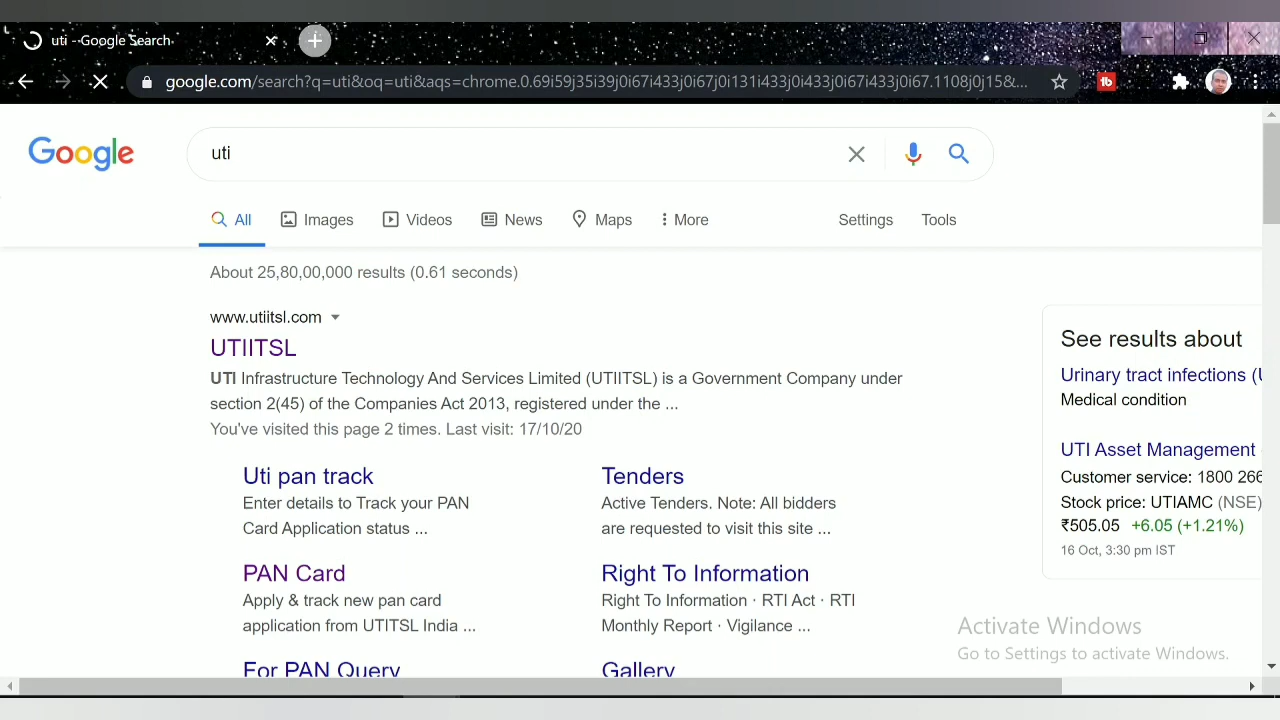 uti - Google Search
google.com/search?q=uti&oq=uti&aqs=chrome.0.69i59j35i39j0i67i433j0i67j0i131i433j0i433j0i67i433j0i67.1108j0j15&...
Google
uti
All Images Videos News Maps More Settings Tools
About 25,80,00,000 results (0.61 seconds)
www.utiitsl.com
UTIITSL
UTI Infrastructure Technology And Services Limited (UTIITSL) is a Government Company under
section 2(45) of the Companies Act 2013, registered under the ...
You've visited this page 2 times. Last visit: 17/10/20
Uti pan track
Enter details to Track your PAN
Card Application status ...
Tenders
Active Tenders. Note: All bidders
are requested to visit this site ...
PAN Card
Apply & track new pan card
application from UTITSL India ...
Right To Information
Right To Information · RTI Act · RTI
Monthly Report · Vigilance ...
For PAN Query
Gallery
See results about
Urinary tract infections (U
Medical condition
UTI Asset Management
Customer service: 1800 266
Stock price: UTIAMC (NSE)
₹505.05 +6.05 (+1.21%)
16 Oct, 3:30 pm IST
Activate Windows
Go to Settings to activate Windows.